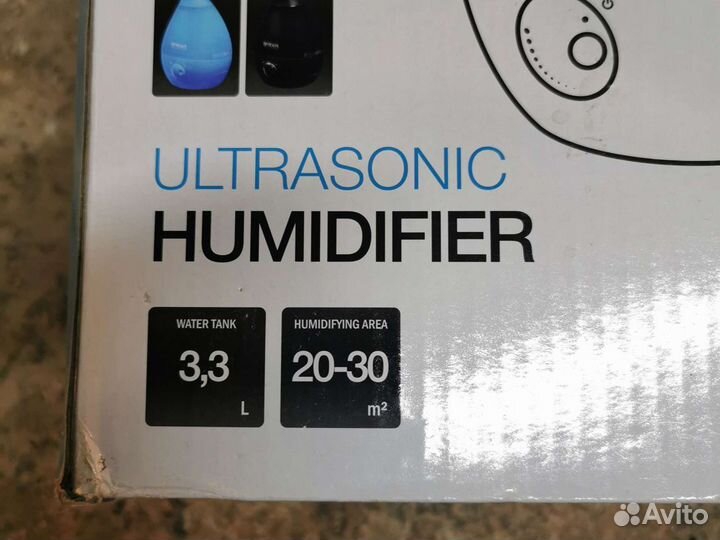 ULTRASONIC
HUMIDIFIER
WATER TANK
3,3
L
HUMIDIFYING AREA
20-30
m²
Avito